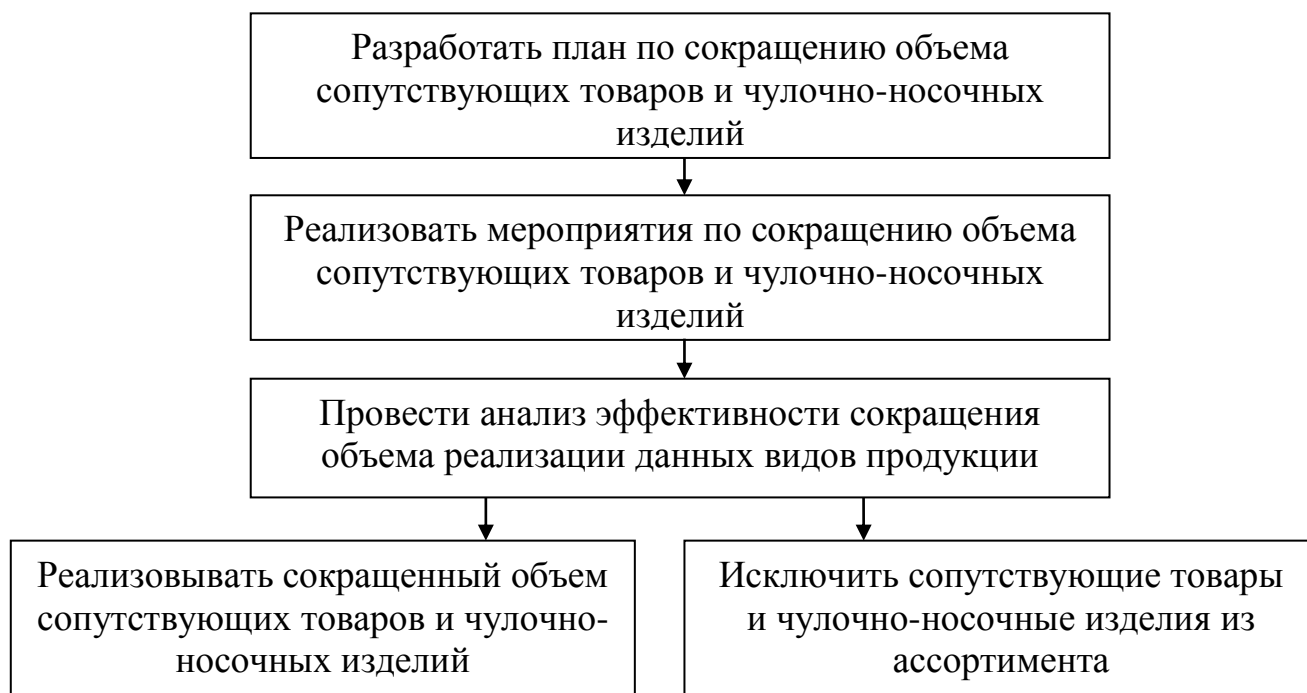 Разработать план по сокращению объема
сопутствующих товаров и чулочно-носочных
изделий
Реализовать мероприятия по сокращению объема
сопутствующих товаров и чулочно-носочных
изделий
Провести анализ эффективности сокращения
объема реализации данных видов продукции
Реализовывать сокращенный объем
сопутствующих товаров и чулочно-
носочных изделий
Исключить сопутствующие товары
и чулочно-носочные изделия из
ассортимента